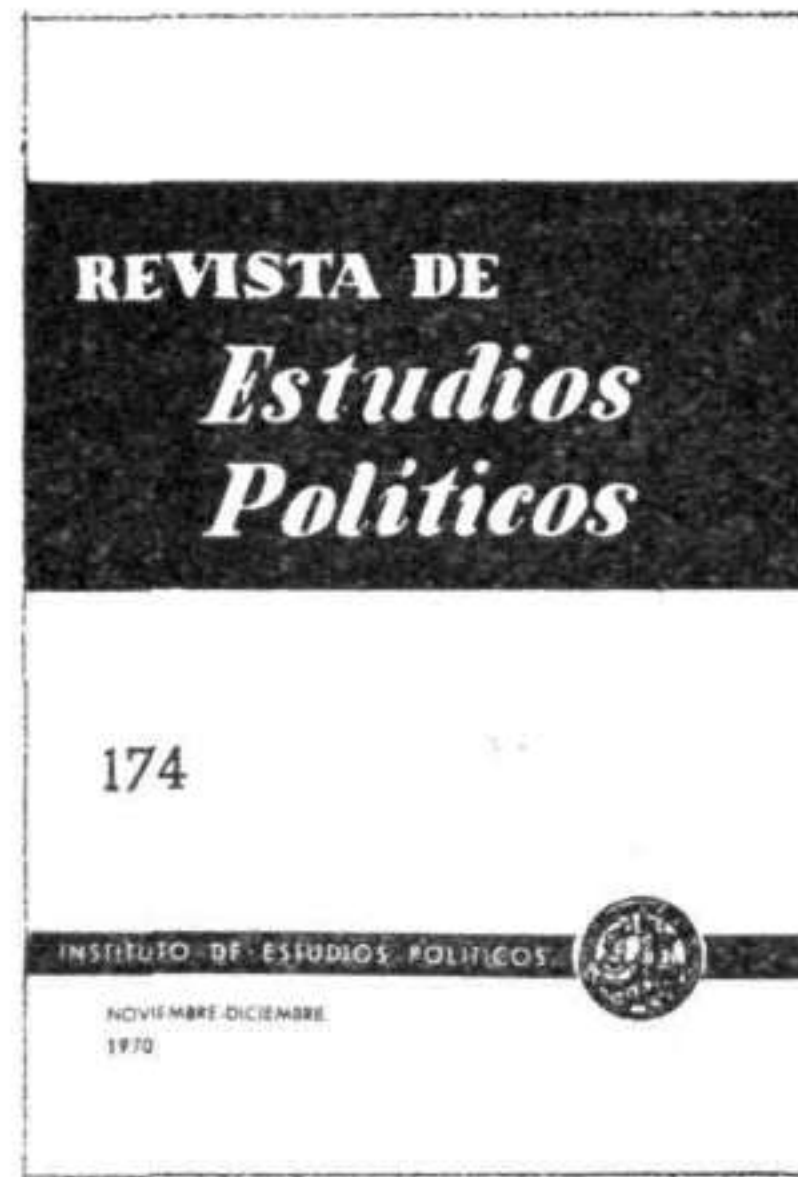 REVISTA DE
Estudios
Políticos
174
INSTITUTO DE ESTUDIOS POLITICOS
NOVIEMBRE-DICIEMBRE
1970